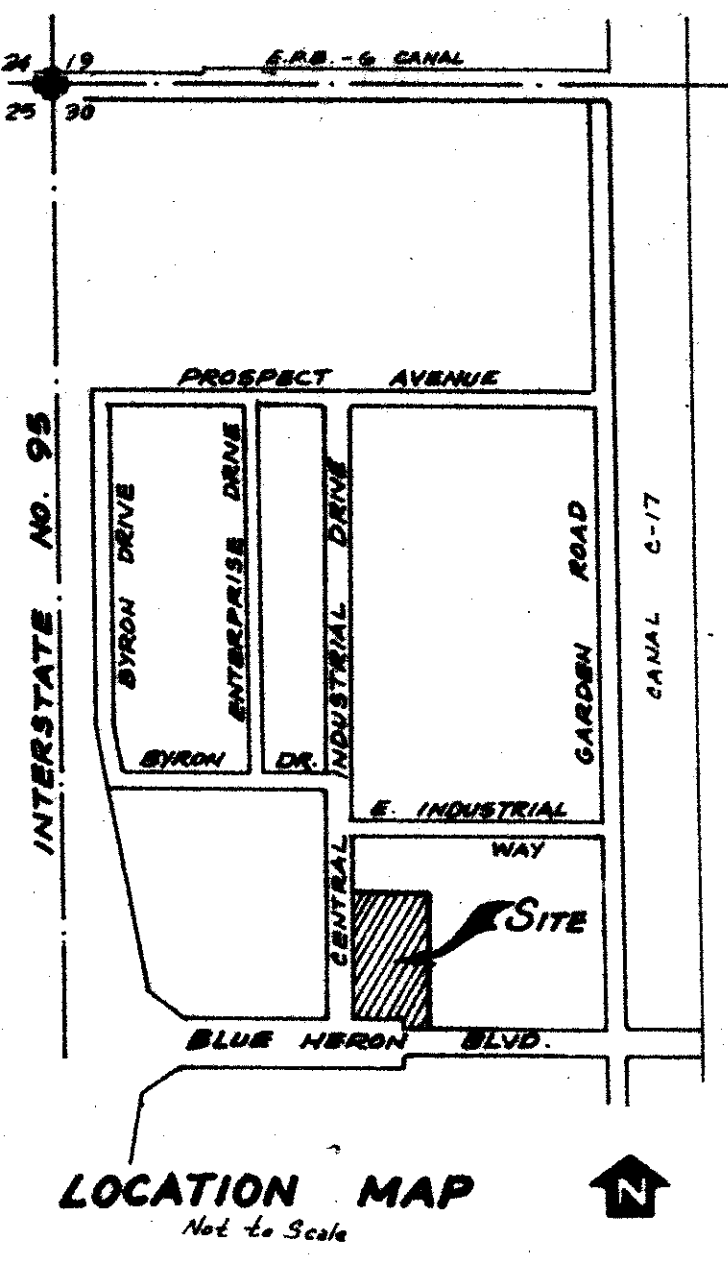 24 19
E.P.B. - 6 CANAL
25 30
PROSPECT AVENUE
INTERSTATE NO. 95
BYRON DRIVE
ENTERPRISE DRIVE
CENTRAL INDUSTRIAL DRIVE
GARDEN ROAD
CANAL C-17
BYRON DR.
E. INDUSTRIAL
WAY
SITE
BLUE HERON BLVD.
LOCATION MAP
Not to Scale
N